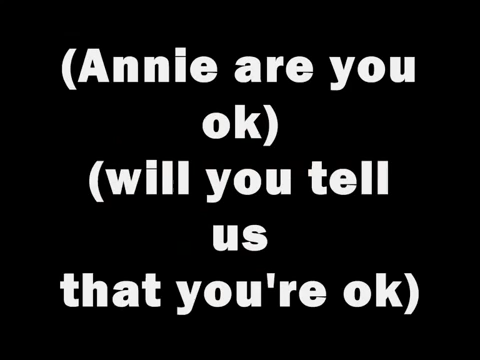 (Annie are you
ok)
(will you tell
us
that you're ok)